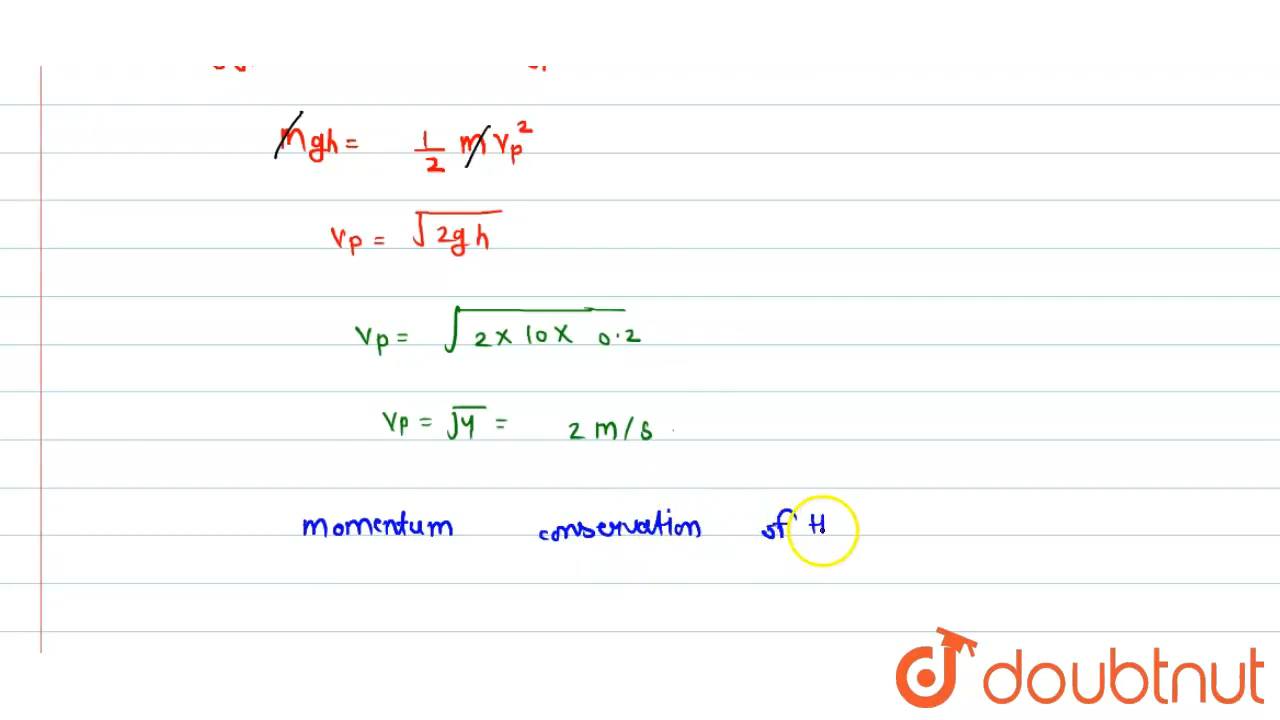 mgh = 1/2 m vp²
vp = √2gh
vp = √2 x 10 x 0.2
vp = √4 = 2 m/s
momentum conservation of
doubtnut